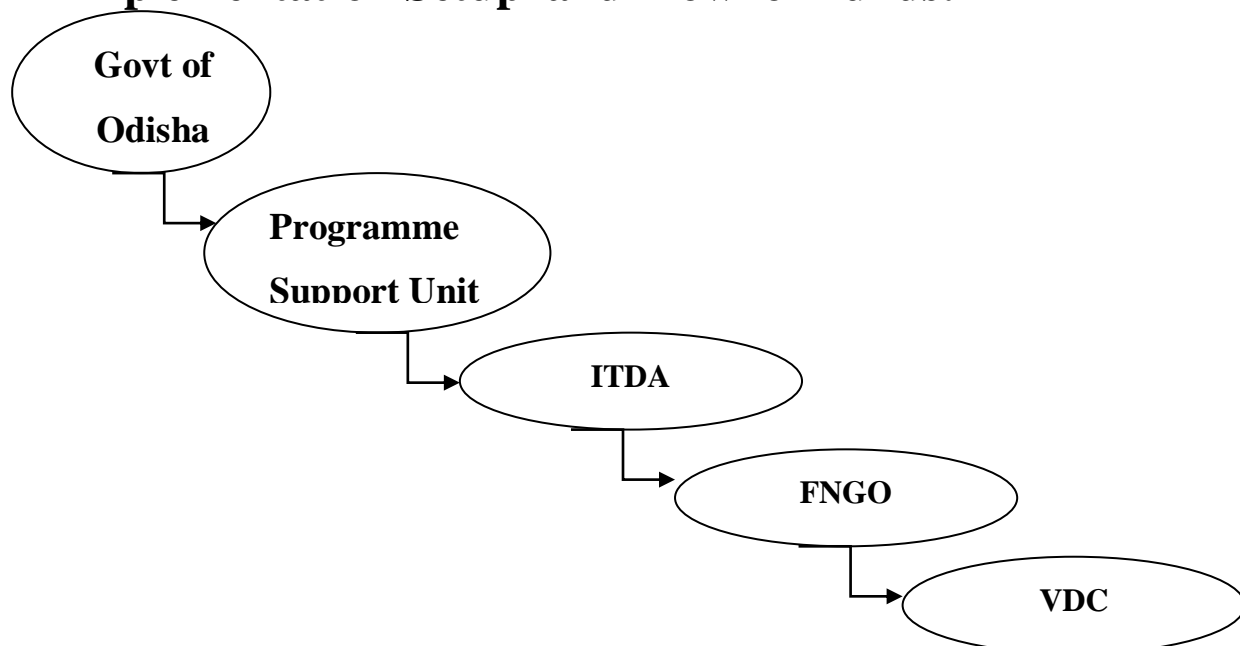 Govt of
Odisha
Programme
Support Unit
ITDA
FNGO
VDC